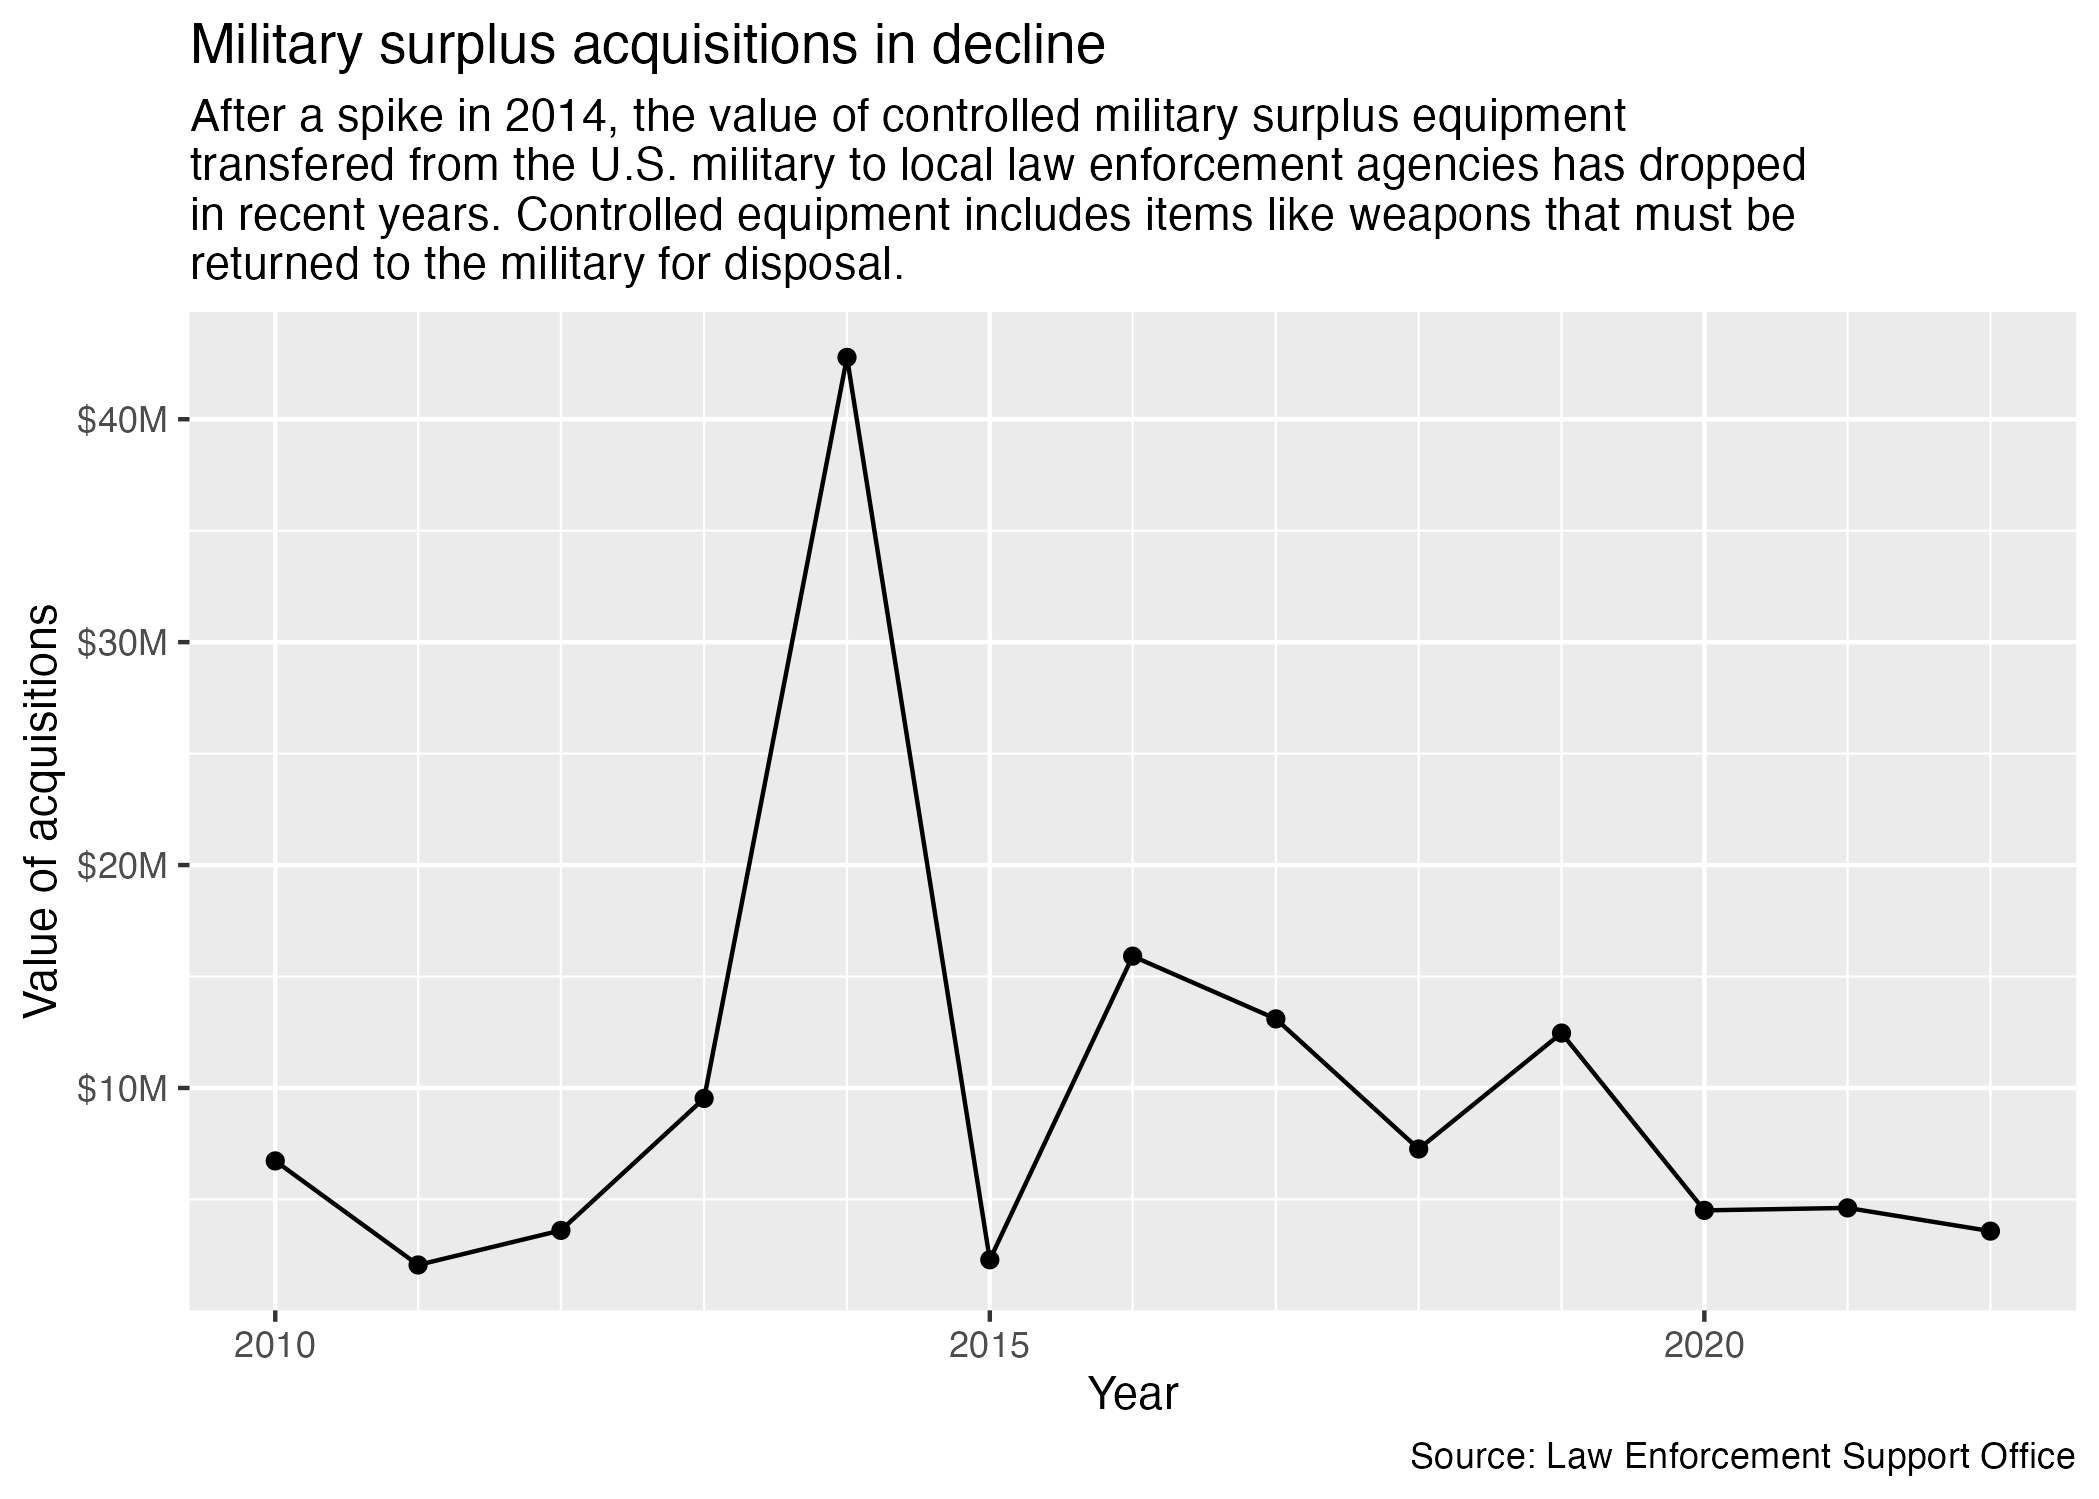 Military surplus acquisitions in decline
After a spike in 2014, the value of controlled military surplus equipment
transfered from the U.S. military to local law enforcement agencies has dropped
in recent years. Controlled equipment includes items like weapons that must be
returned to the military for disposal.
Value of acquisitions
$40M
$30M
$20M
$10M
2010
2015
2020
Year
Source: Law Enforcement Support Office